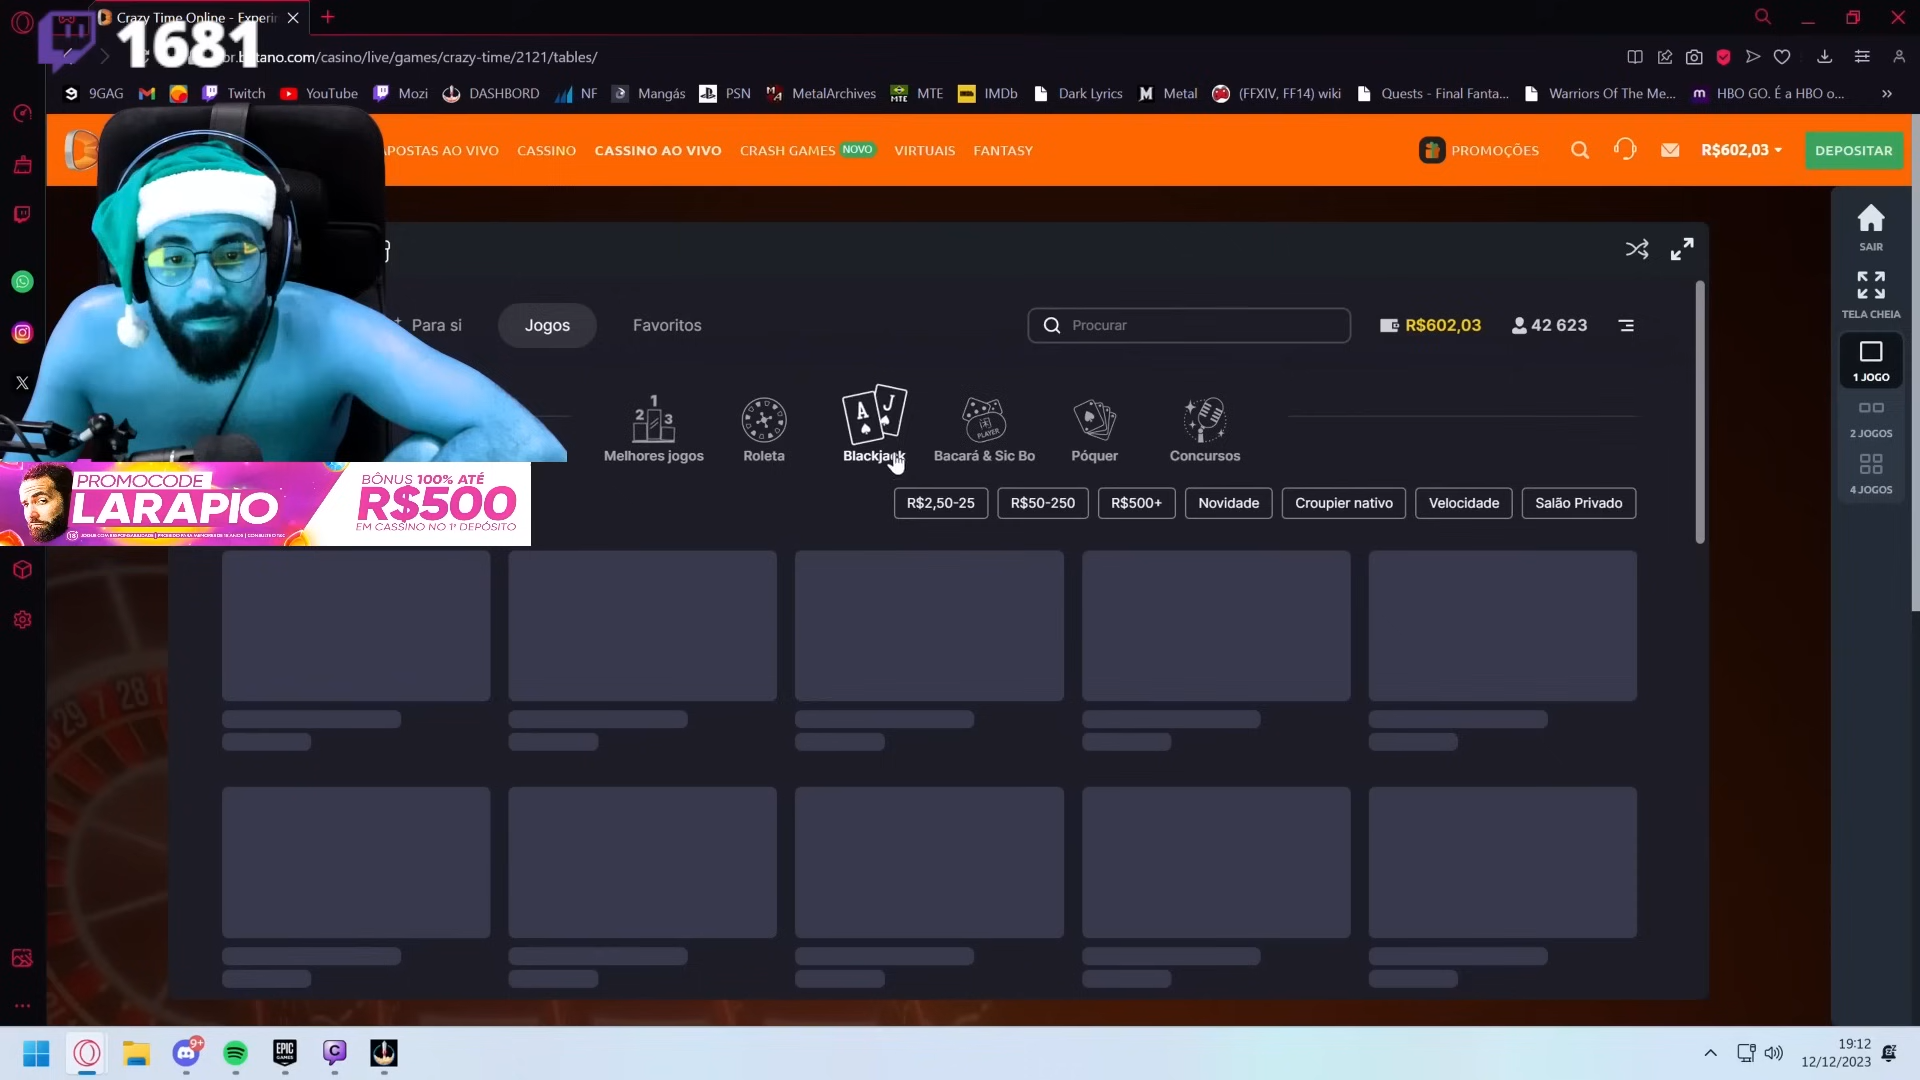 Crazy Time Online - Experi
1681
br.betano.com/casino/live/games/crazy-time/2121/tables/
9GAG
Twitch
YouTube
Mozi
DASHBORD
NF
Mangás
PSN
MetalArchives
MTE
IMDb
Dark Lyrics
Metal
(FFXIV, FF14) wiki
Quests - Final Fanta...
Warriors Of The Me...
HBO GO. É a HBO o...
APOSTAS AO VIVO
CASSINO
CASSINO AO VIVO
CRASH GAMES NOVO
VIRTUAIS
FANTASY
PROMOÇÕES
R$602,03
DEPOSITAR
SAIR
TELA CHEIA
1 JOGO
2 JOGOS
4 JOGOS
Para si
Jogos
Favoritos
Procurar
R$602,03
42 623
Melhores jogos
Roleta
Blackjack
Bacará & Sic Bo
Póquer
Concursos
R$2,50-25
R$50-250
R$500+
Novidade
Croupier nativo
Velocidade
Salão Privado
PROMOCODE
LARAPIO
BÔNUS 100% ATÉ
R$500
EM CASSINO NO 1º DEPÓSITO
19:12
12/12/2023